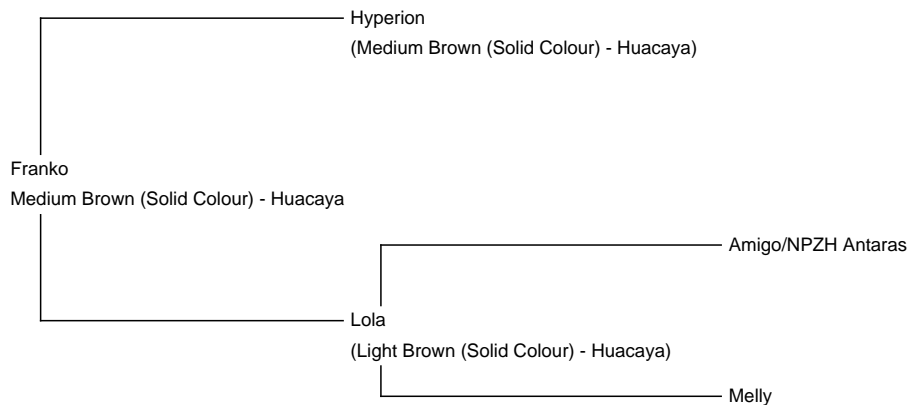 Hyperion
(Medium Brown (Solid Colour) - Huacaya)
Franko
Medium Brown (Solid Colour) - Huacaya
Amigo/NPZH Antaras
Lola
(Light Brown (Solid Colour) - Huacaya)
Melly